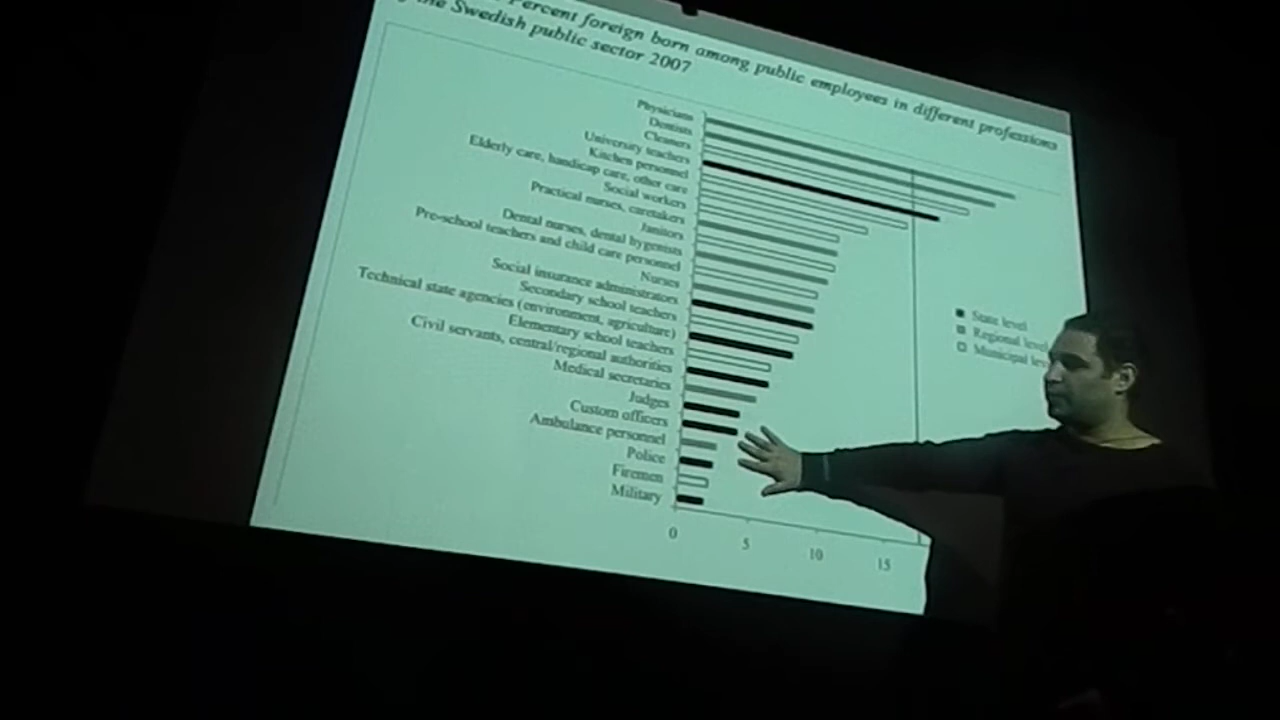 Percent foreign born among public employees in different professions
the Swedish public sector 2007
Physicians
Dentists
Cleaners
University teachers
Kitchen personnel
Elderly care, handicap care, other care
Social workers
Practical nurses, caretakers
Janitors
Dental nurses, dental hygenists
Pre-school teachers and child care personnel
Nurses
Social insurance administrators
Secondary school teachers
Technical state agencies (environment, agriculture)
Elementary school teachers
Civil servants, central/regional authorities
Medical secretaries
Judges
Custom officers
Ambulance personnel
Police
Firemen
Military
0 5 10 15
State level
Regional level
Municipal